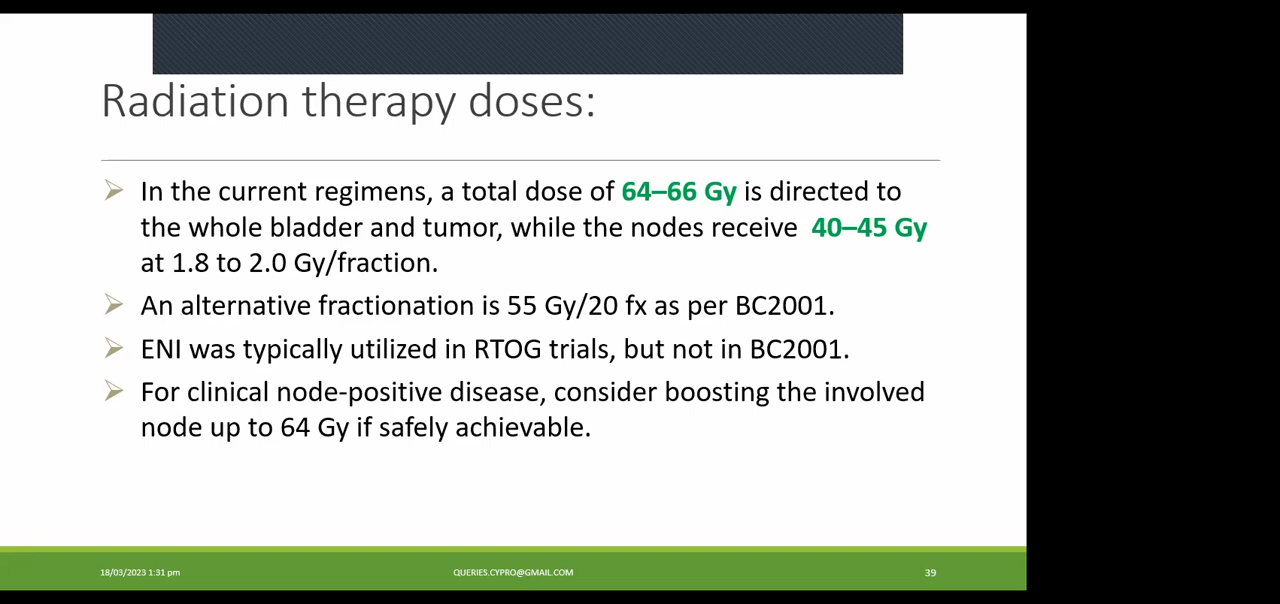 Radiation therapy doses:
➢ In the current regimens, a total dose of 64–66 Gy is directed to
the whole bladder and tumor, while the nodes receive 40–45 Gy
at 1.8 to 2.0 Gy/fraction.
➢ An alternative fractionation is 55 Gy/20 fx as per BC2001.
➢ ENI was typically utilized in RTOG trials, but not in BC2001.
➢ For clinical node-positive disease, consider boosting the involved
node up to 64 Gy if safely achievable.
18/03/2023 1:31 pm QUERIES.CYPRO@GMAIL.COM 39